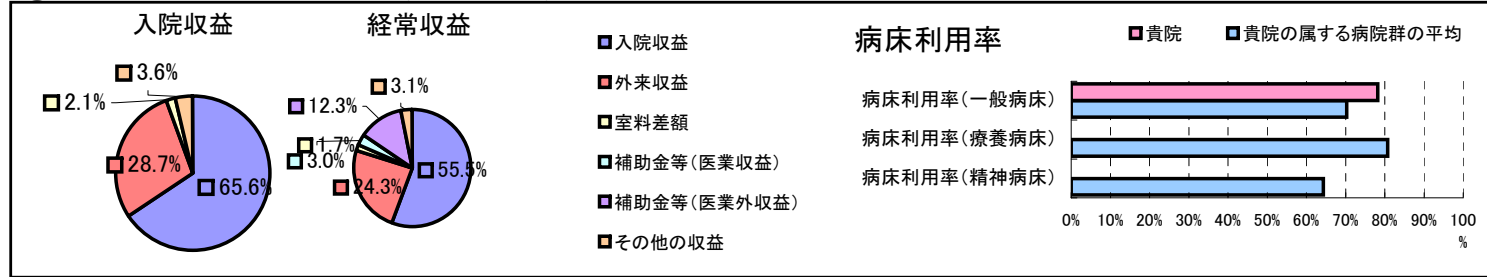 入院収益
3.6%
2.1%
28.7%
65.6%
経常収益
3.1%
12.3%
1.7%
3.0%
24.3%
55.5%
入院収益
外来収益
室料差額
補助金等(医業収益)
補助金等(医業外収益)
その他の収益
病床利用率
貴院 貴院の属する病院群の平均
病床利用率(一般病床)
病床利用率(療養病床)
病床利用率(精神病床)
0% 10% 20% 30% 40% 50% 60% 70% 80% 90% 100
%